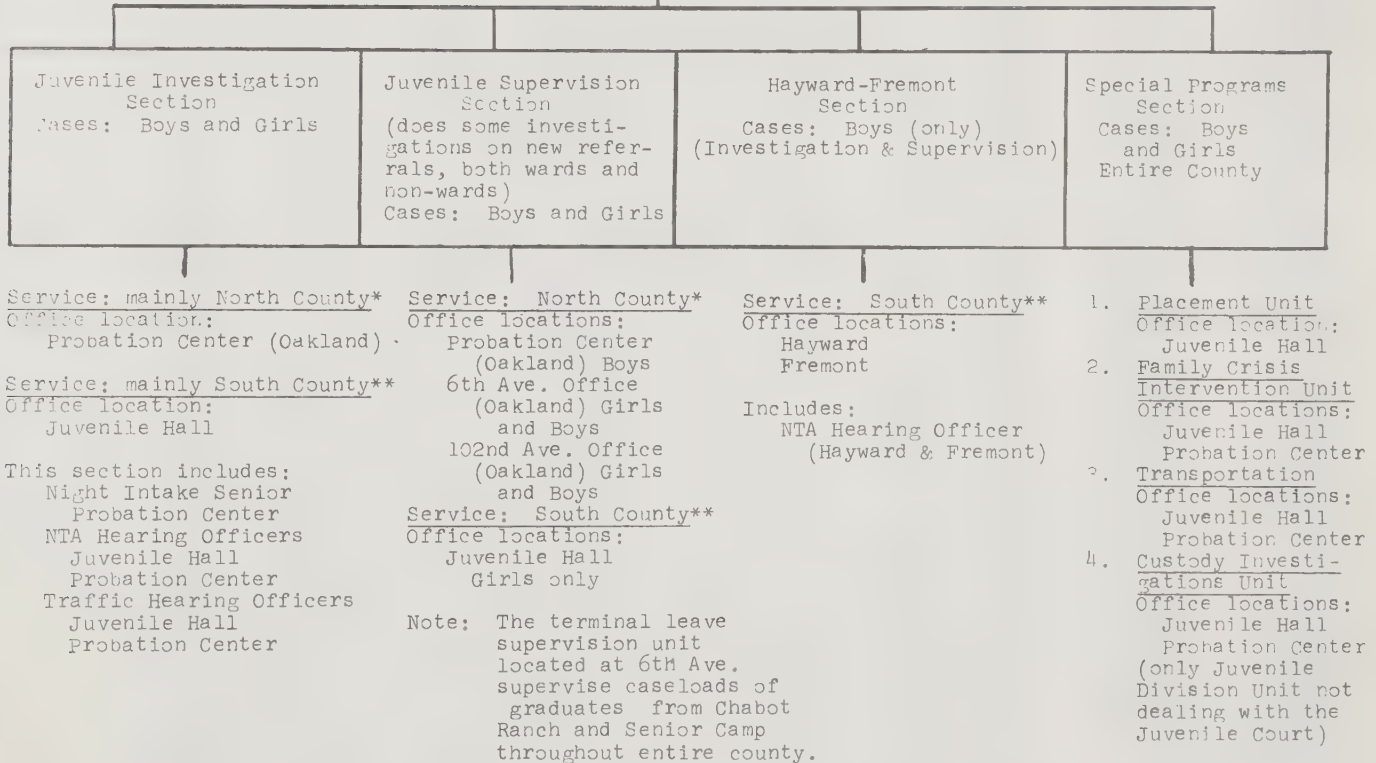 Juvenile Investigation
Section
Cases: Boys and Girls
Juvenile Supervision
Section
(does some investi-
gations on new refer-
rals, both wards and
non-wards)
Cases: Boys and Girls
Hayward-Fremont
Section
Cases: Boys (only)
(Investigation & Supervision)
Special Programs
Section
Cases: Boys
and Girls
Entire County
Service: mainly North County*
Office location:
Probation Center (Oakland)
Service: mainly South County**
Office location:
Juvenile Hall
This section includes:
Night Intake Senior
Probation Center
NTA Hearing Officers
Juvenile Hall
Probation Center
Traffic Hearing Officers
Juvenile Hall
Probation Center
Service: North County*
Office locations:
Probation Center
(Oakland) Boys
6th Ave. Office
(Oakland) Girls
and Boys
102nd Ave. Office
(Oakland) Girls
and Boys
Service: South County**
Office locations:
Juvenile Hall
Girls only
Note: The terminal leave
supervision unit
located at 6th Ave.
supervise caseloads of
graduates from Chabot
Ranch and Senior Camp
throughout entire county.
Service: South County**
Office locations:
Hayward
Fremont
Includes:
NTA Hearing Officer
(Hayward & Fremont)
1. Placement Unit
Office location:
Juvenile Hall
2. Family Crisis
Intervention Unit
Office locations:
Juvenile Hall
Probation Center
3. Transportation
Office locations:
Juvenile Hall
Probation Center
4. Custody Investi-
gations Unit
Office locations:
Juvenile Hall
Probation Center
(only Juvenile
Division Unit not
dealing with the
Juvenile Court)